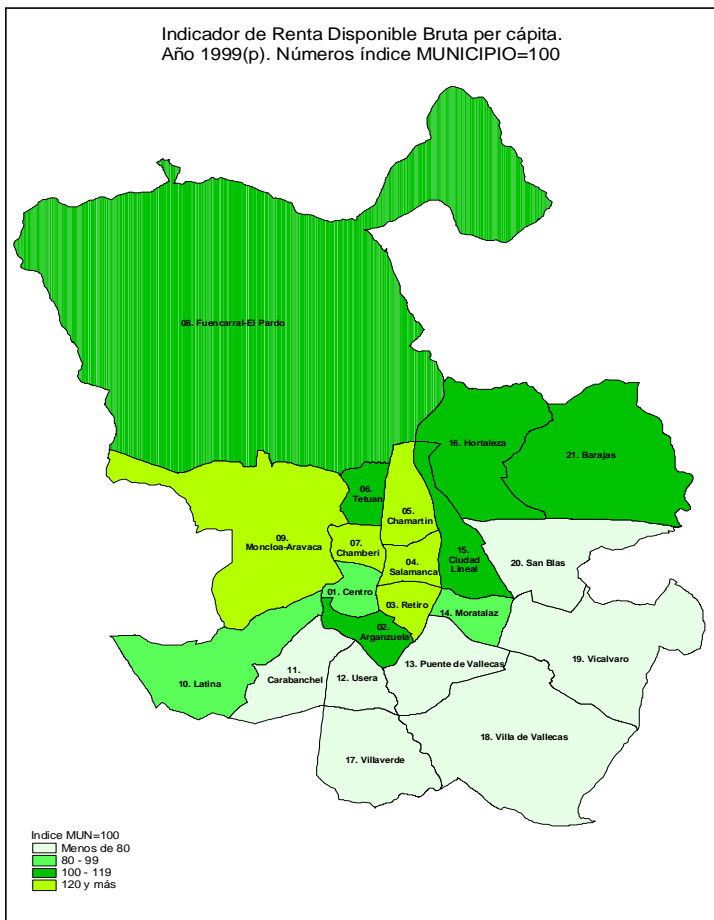 Indicador de Renta Disponible Bruta per cápita.
Año 1999(p). Números índice MUNICIPIO=100
08. Fuencarral-El Pardo
16. Hortaleza
21. Barajas
06.
Tetuan
05.
Chamartin
09.
Moncloa-Aravaca
07.
Chamberi
04.
Salamanca
15.
Ciudad
Lineal
20. San Blas
01. Centro
03. Retiro
14. Moratalaz
02.
Arganzuela
19. Vicalvaro
10. Latina
11.
Carabanchel
12. Usera
13. Puente de Vallecas
18. Villa de Vallecas
17. Villaverde
Indice MUN=100
Menos de 80
80 - 99
100 - 119
120 y más